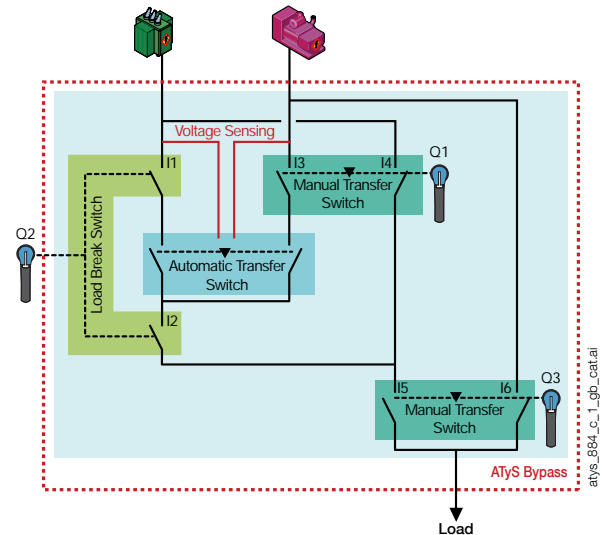 Voltage Sensing
Q1
I1
I3
I4
Manual Transfer
Switch
Q2
Load Break Switch
Automatic Transfer
Switch
I2
I5
I6
Q3
Manual Transfer
Switch
ATyS Bypass
Load
atys_884_c_1_gb_cat.ai